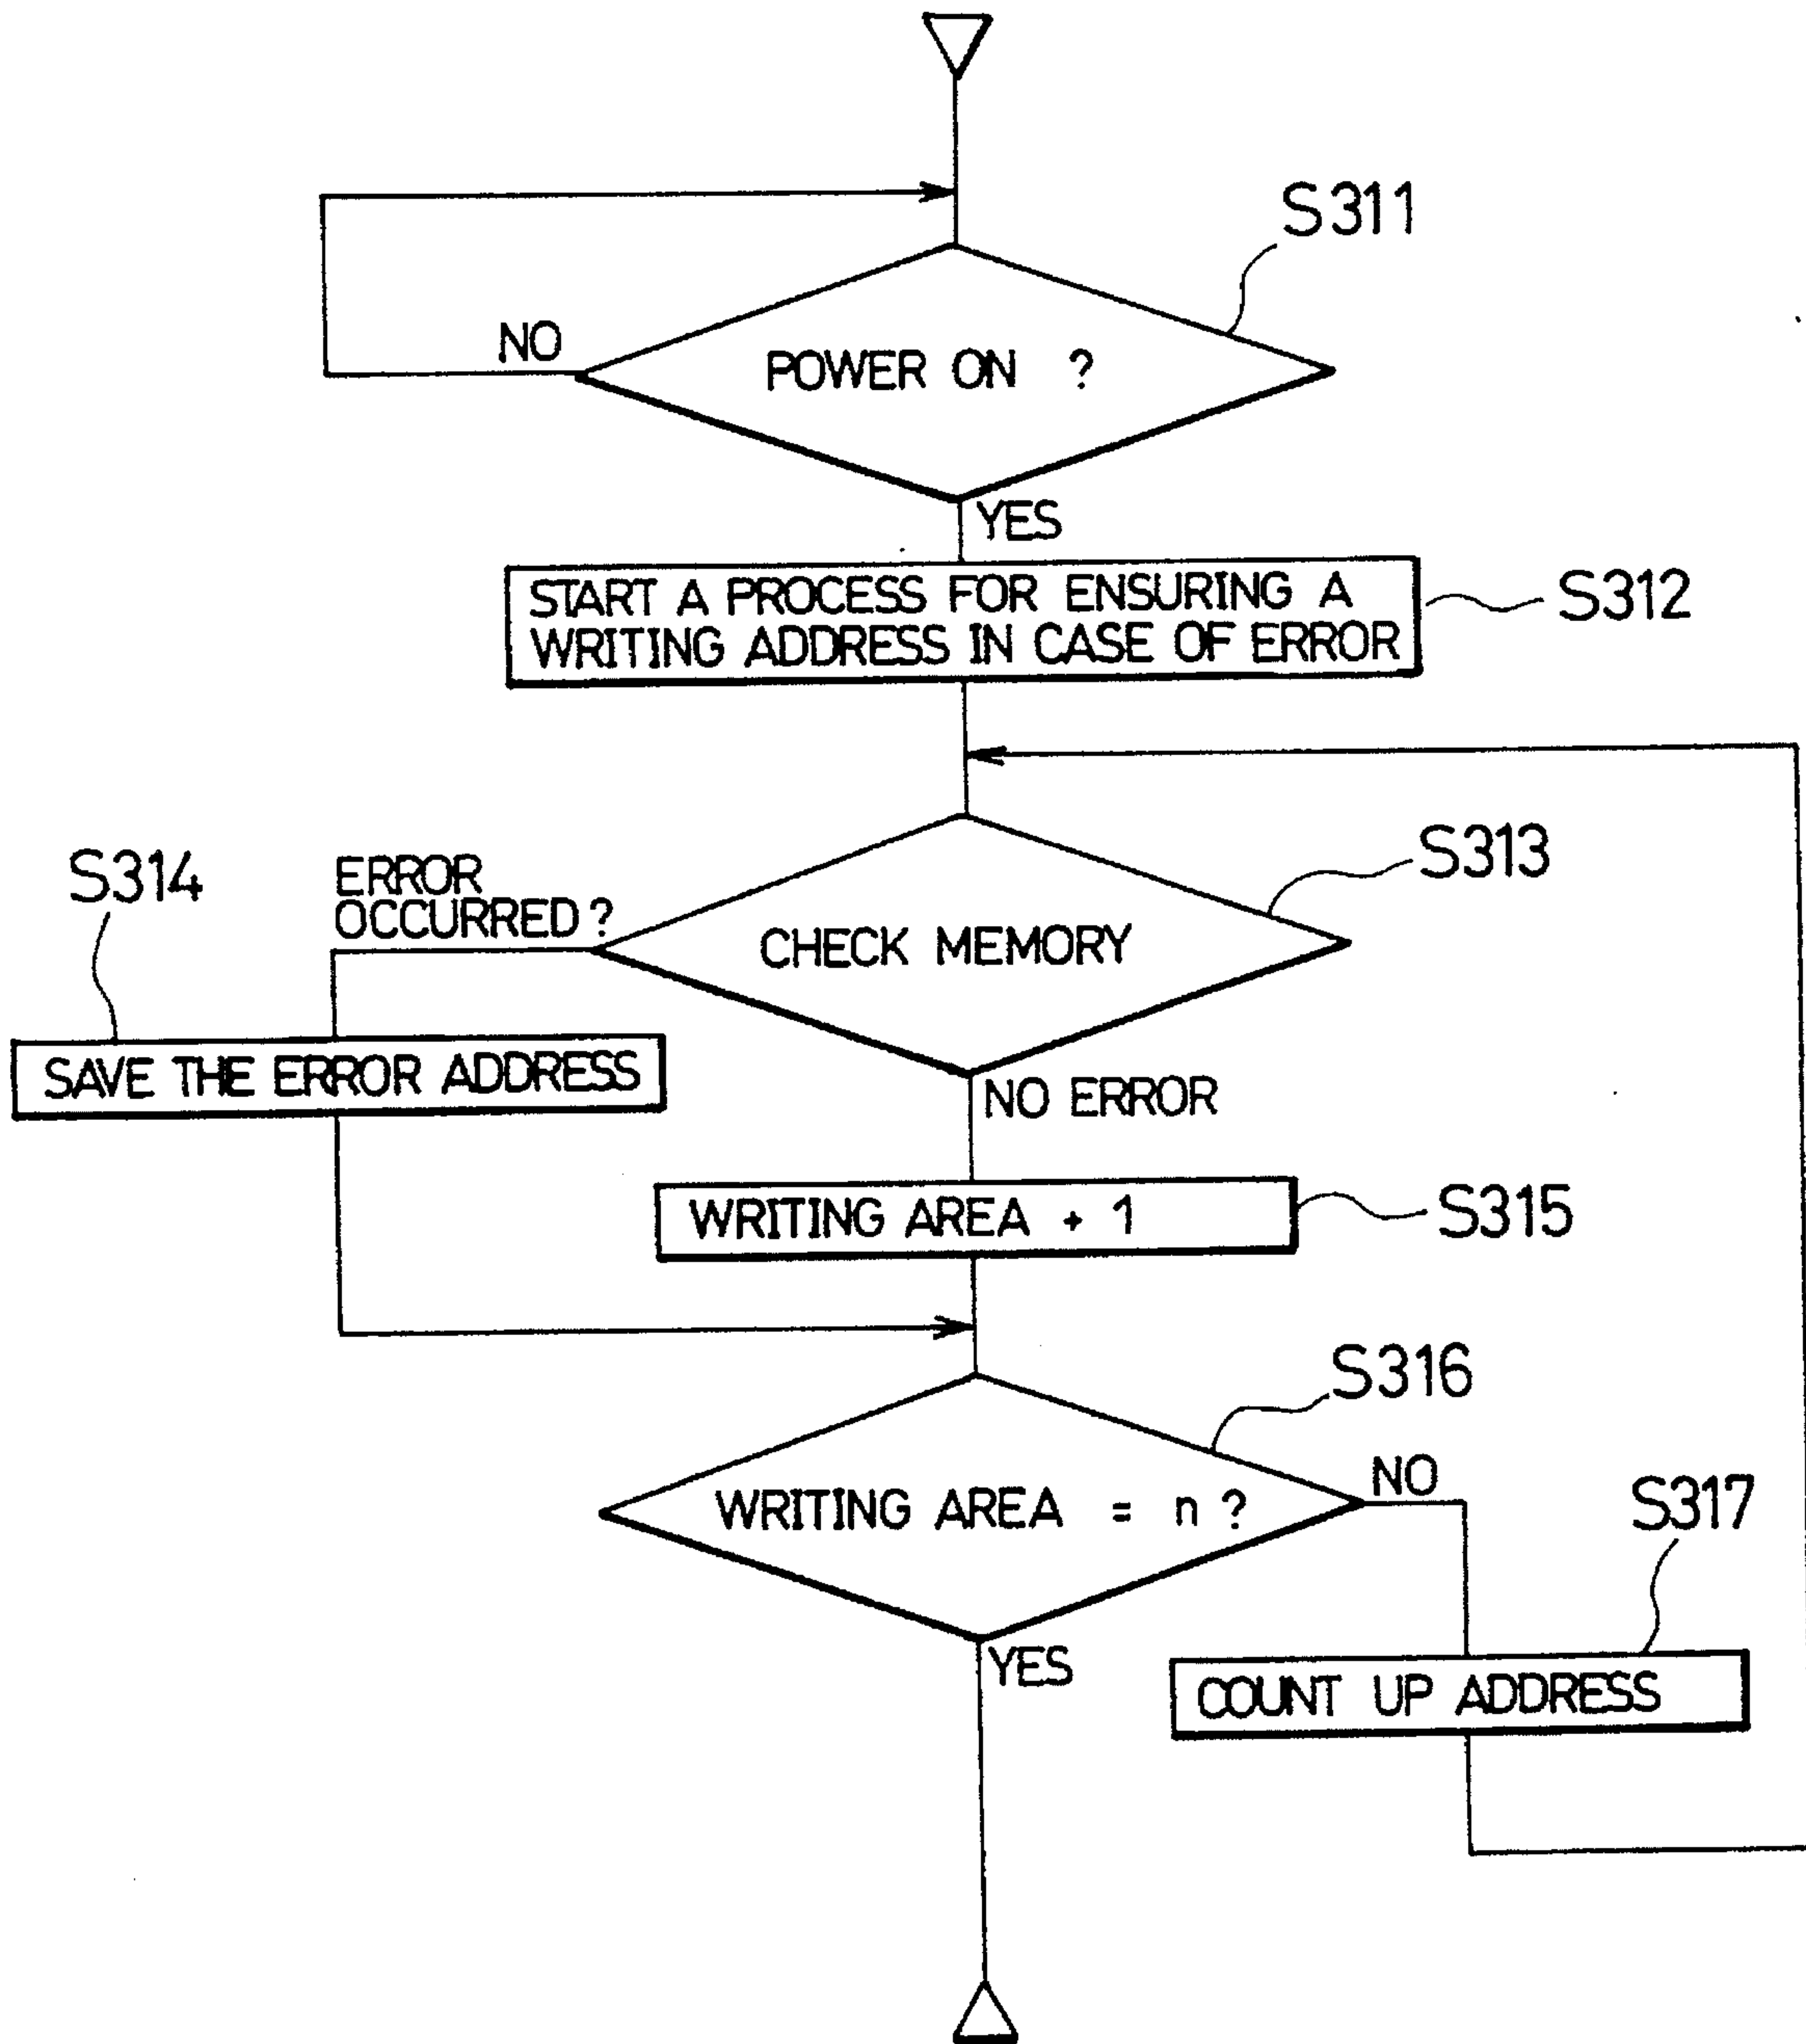 S311
NO
POWER ON ?
YES
START A PROCESS FOR ENSURING A
WRITING ADDRESS IN CASE OF ERROR
S312
S313
S314
ERROR
OCCURRED ?
CHECK MEMORY
SAVE THE ERROR ADDRESS
NO ERROR
WRITING AREA + 1
S315
S316
WRITING AREA = n ?
NO
S317
YES
COUNT UP ADDRESS